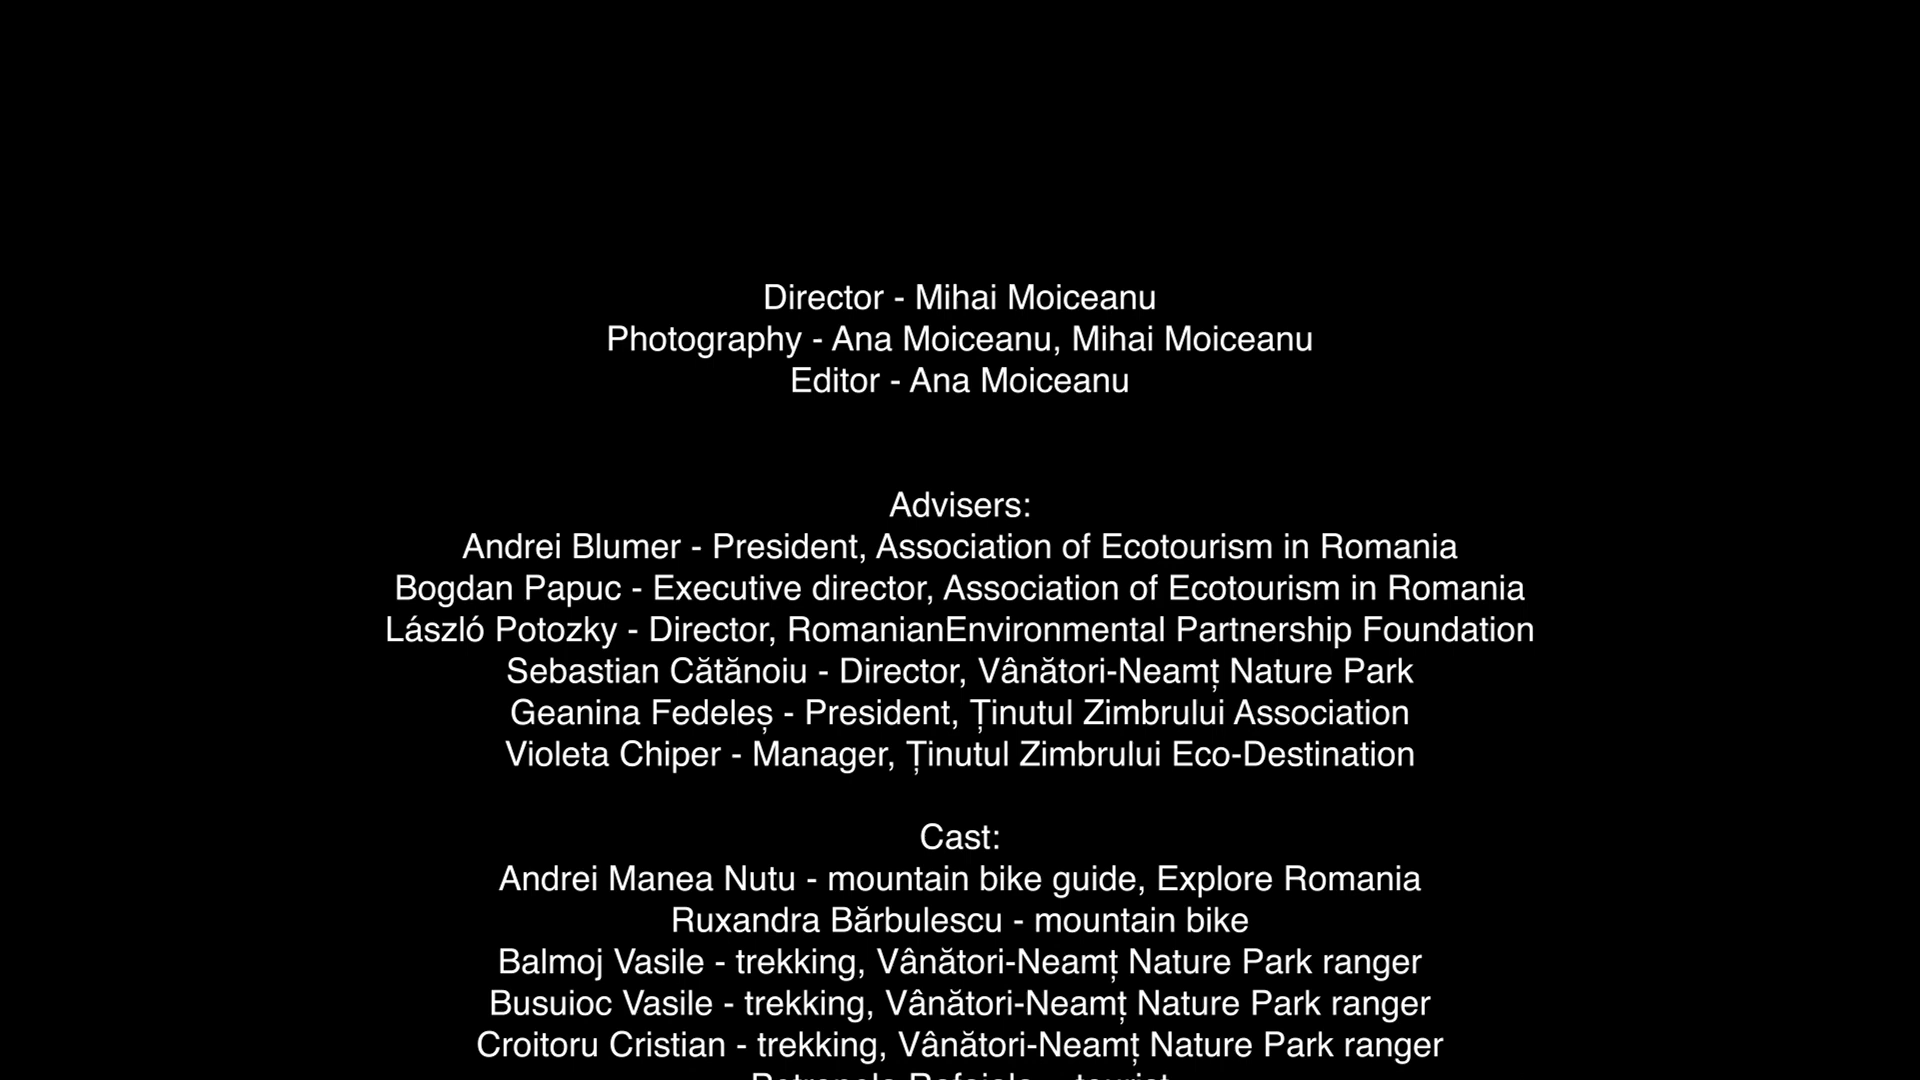 Director - Mihai Moiceanu
Photography - Ana Moiceanu, Mihai Moiceanu
Editor - Ana Moiceanu
Advisers:
Andrei Blumer - President, Association of Ecotourism in Romania
Bogdan Papuc - Executive director, Association of Ecotourism in Romania
László Potozky - Director, RomanianEnvironmental Partnership Foundation
Sebastian Cătănoiu - Director, Vânători-Neamț Nature Park
Geanina Fedeleș - President, Ținutul Zimbrului Association
Violeta Chiper - Manager, Ținutul Zimbrului Eco-Destination
Cast:
Andrei Manea Nutu - mountain bike guide, Explore Romania
Ruxandra Bărbulescu - mountain bike
Balmoj Vasile - trekking, Vânători-Neamț Nature Park ranger
Busuioc Vasile - trekking, Vânători-Neamț Nature Park ranger
Croitoru Cristian - trekking, Vânători-Neamț Nature Park ranger